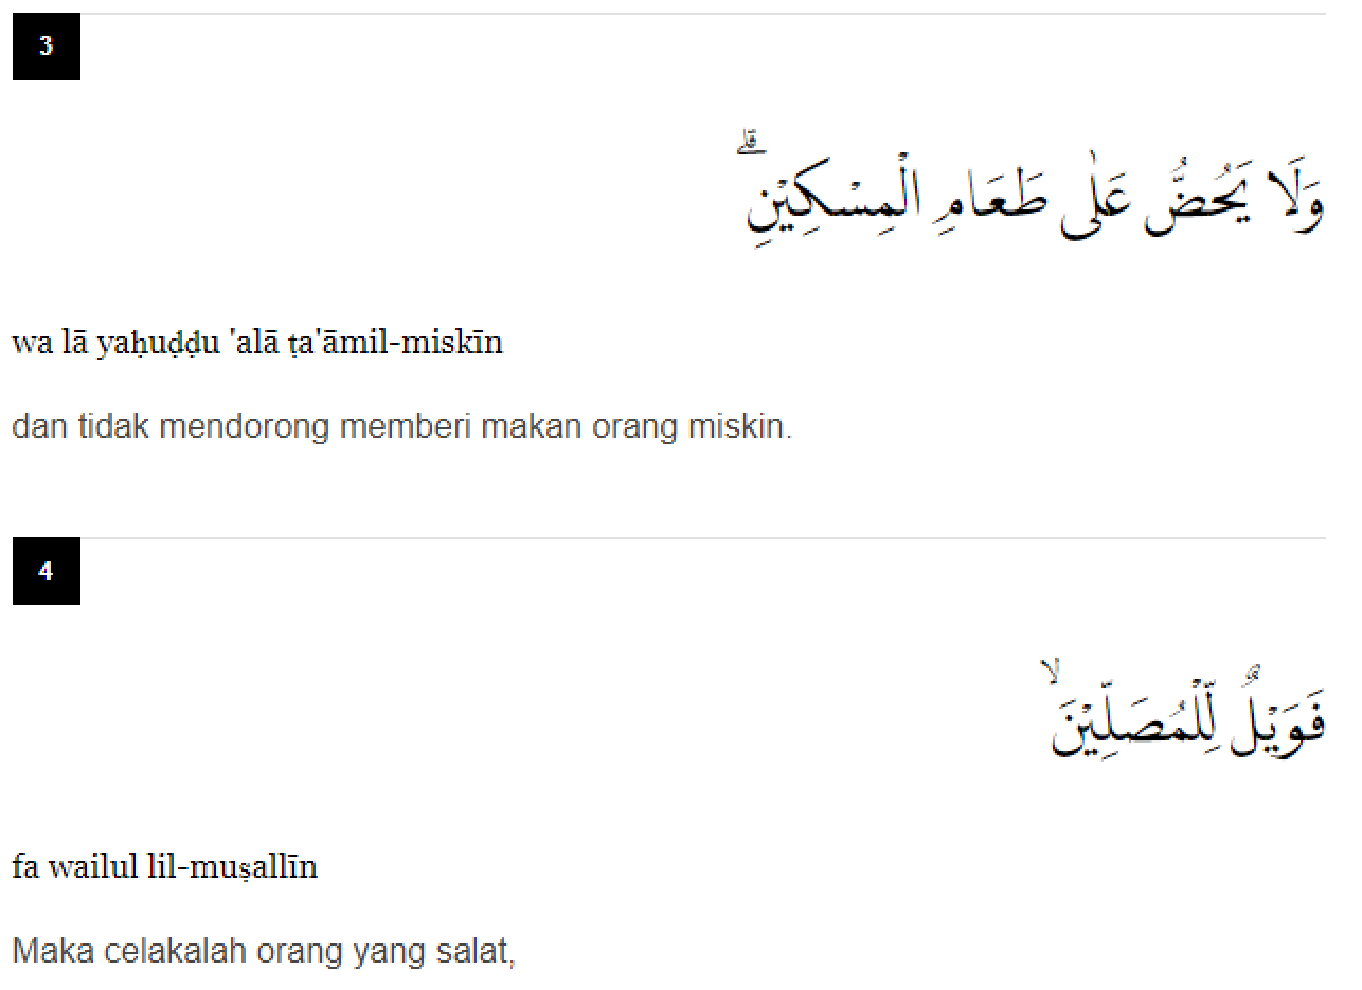 3
وَلَا يَحُضُّ عَلٰى طَعَامِ الْمِسْكِيْنِۗ
wa lā yaḥuḍḍu 'alā ṭa'āmil-miskīn
dan tidak mendorong memberi makan orang miskin.
4
فَوَيْلٌ لِّلْمُصَلِّيْنَۙ
fa wailul lil-muṣallīn
Maka celakalah orang yang salat,